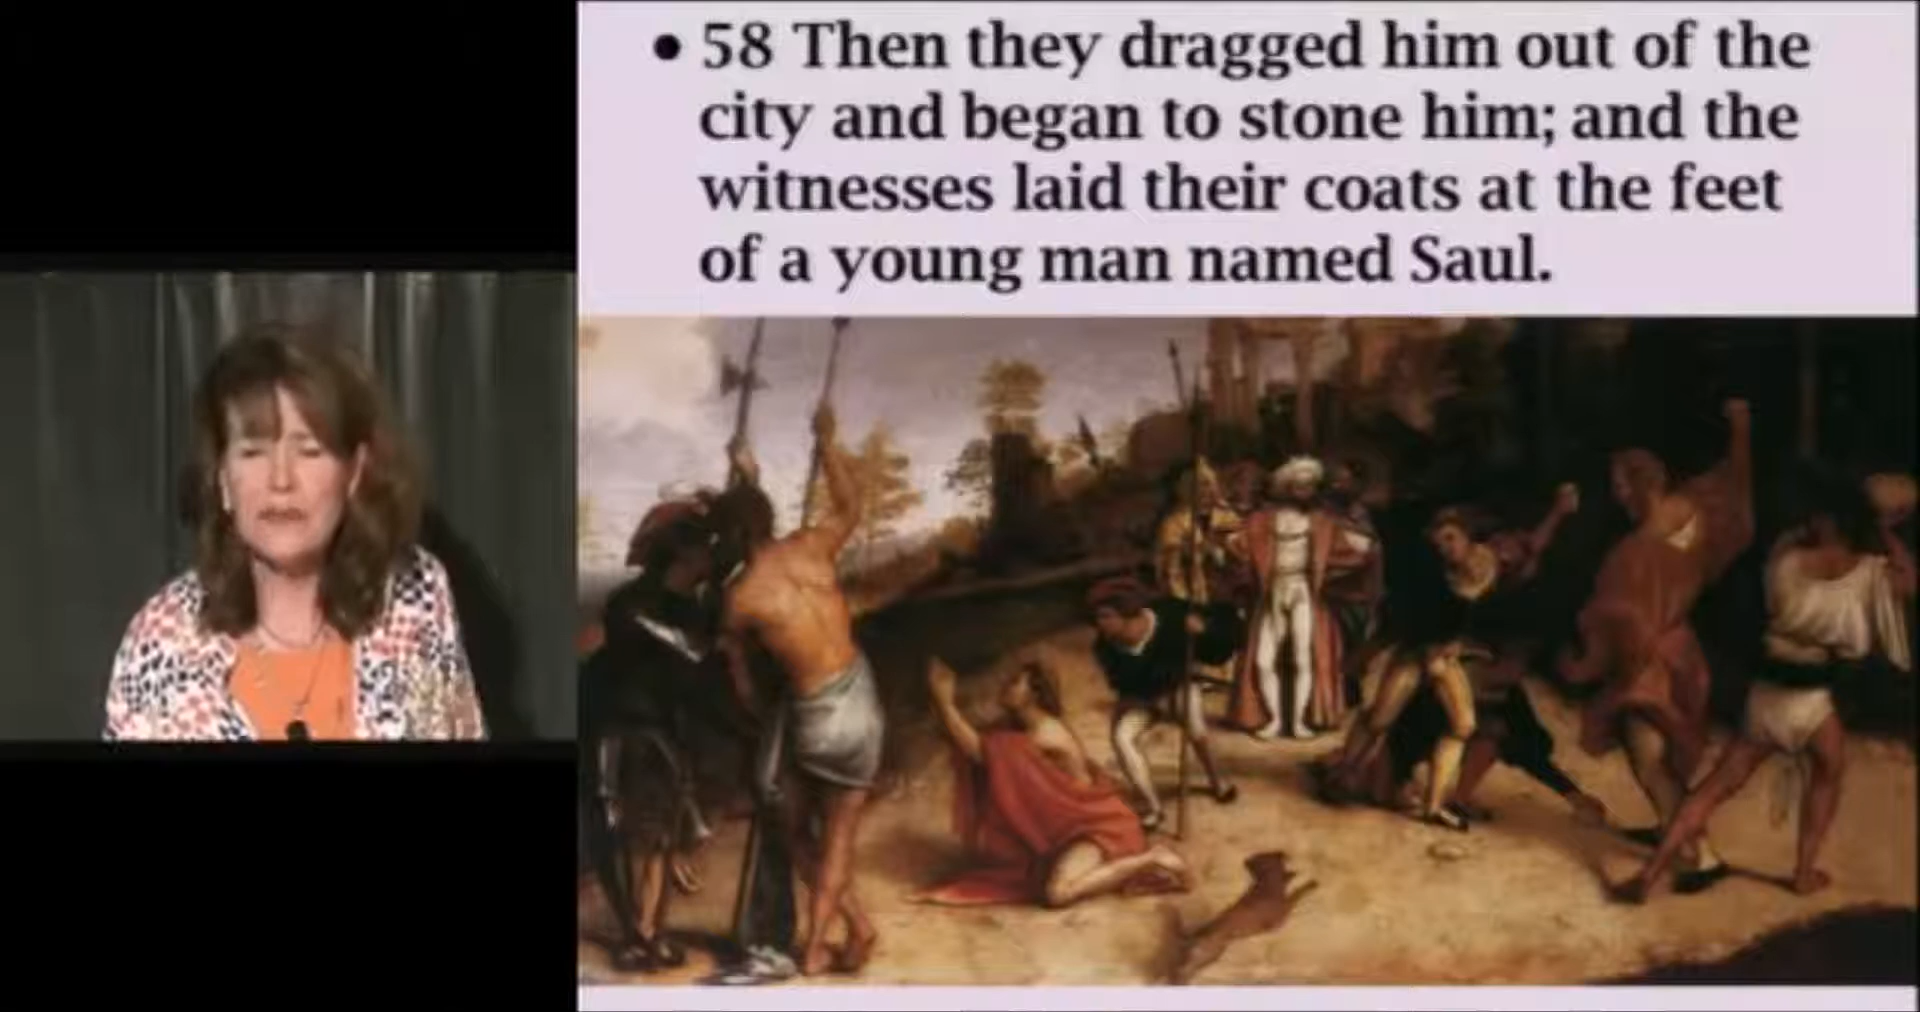 • 58 Then they dragged him out of the
city and began to stone him; and the
witnesses laid their coats at the feet
of a young man named Saul.